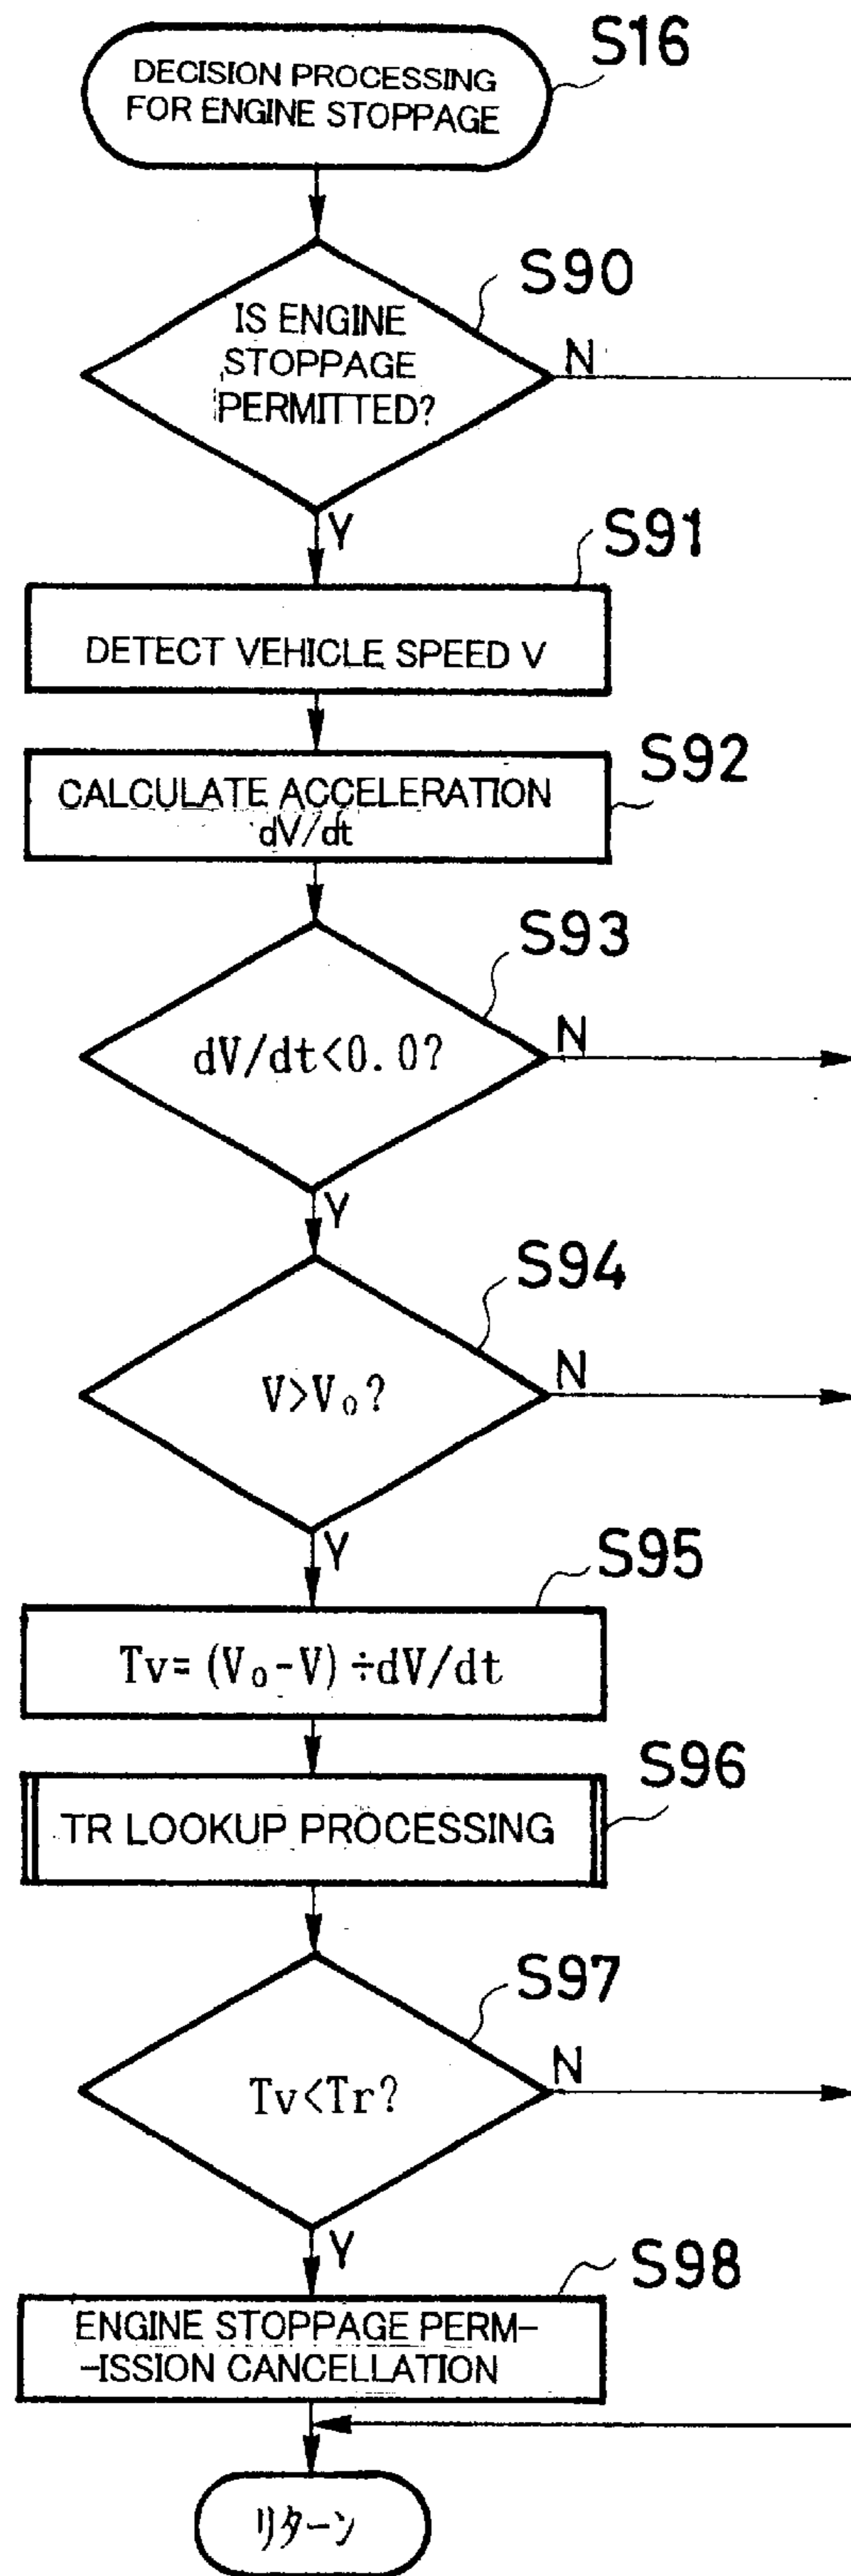 S16
DECISION PROCESSING
FOR ENGINE STOPPAGE
S90
IS ENGINE
STOPPAGE
PERMITTED?
N
Y
S91
DETECT VEHICLE SPEED V
S92
CALCULATE ACCELERATION
dV/dt
S93
dV/dt<0.0?
N
Y
S94
V>V₀?
N
Y
S95
Tv=(V₀-V)÷dV/dt
S96
TR LOOKUP PROCESSING
S97
Tv<Tr?
N
Y
S98
ENGINE STOPPAGE PERM-
-ISSION CANCELLATION
リターン